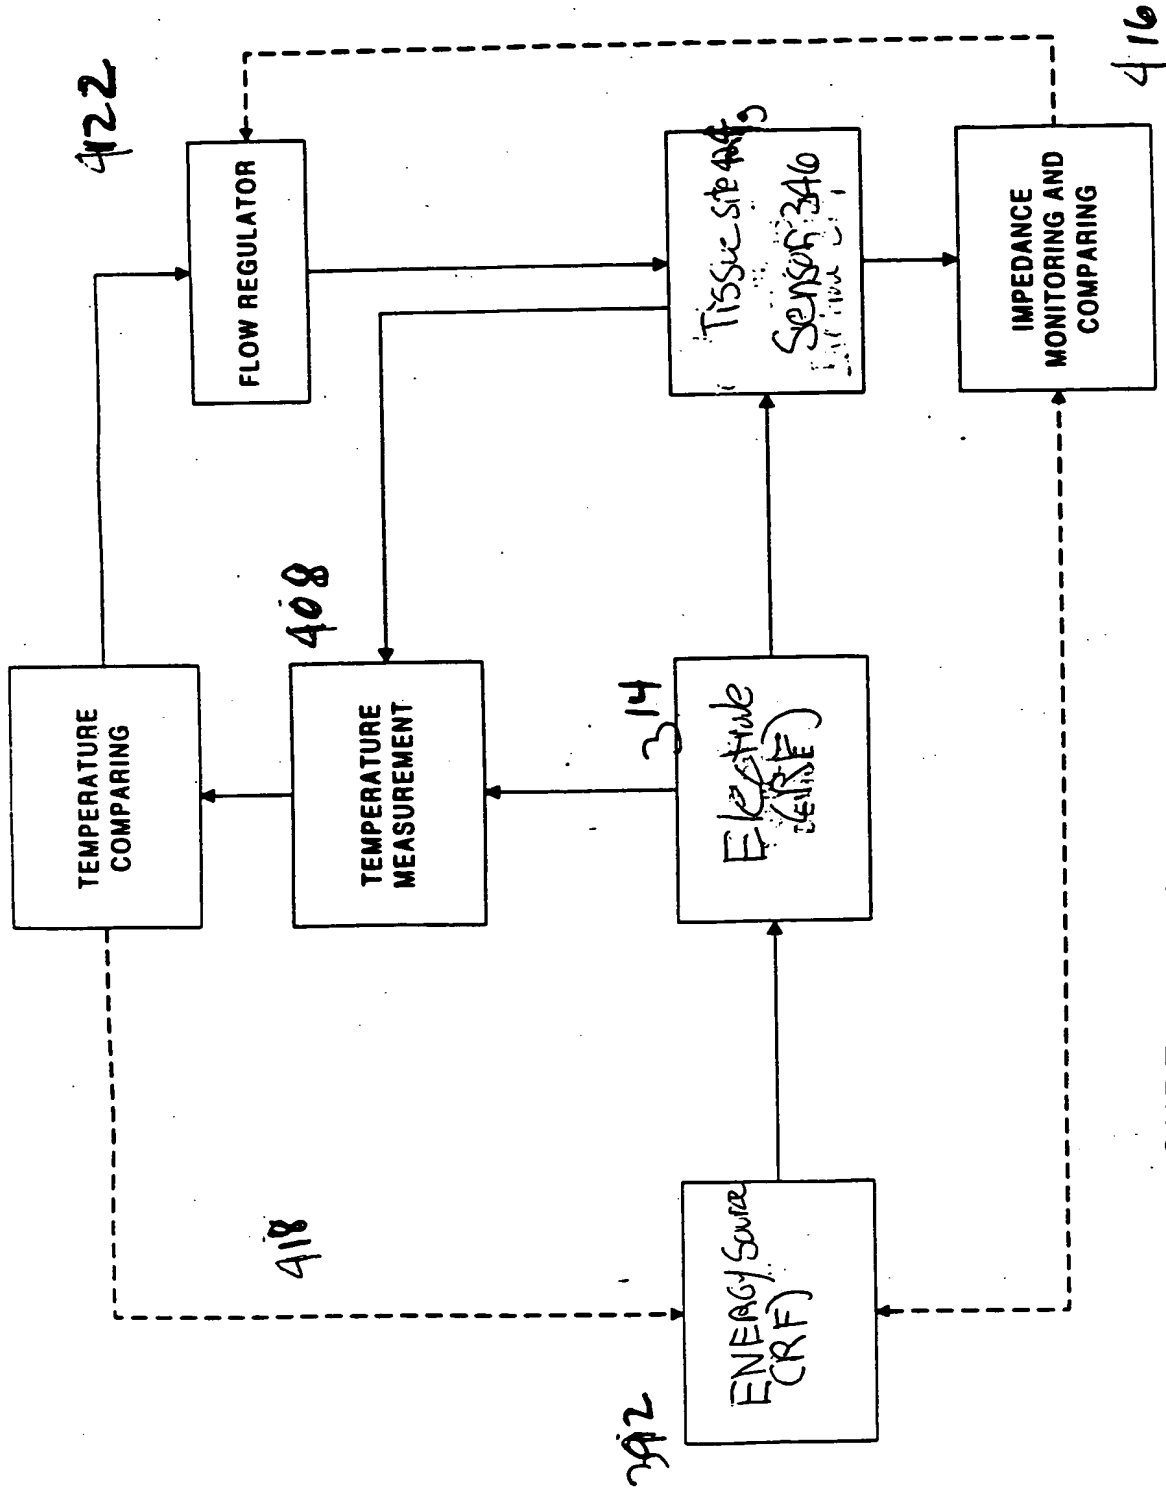 TEMPERATURE
COMPARING
418
408
TEMPERATURE
MEASUREMENT
422
FLOW REGULATOR
392
ENERGY Source
(RF)
314
Electrode
(RF)
Tissue site
Sensor 346
416
IMPEDANCE
MONITORING AND
COMPARING